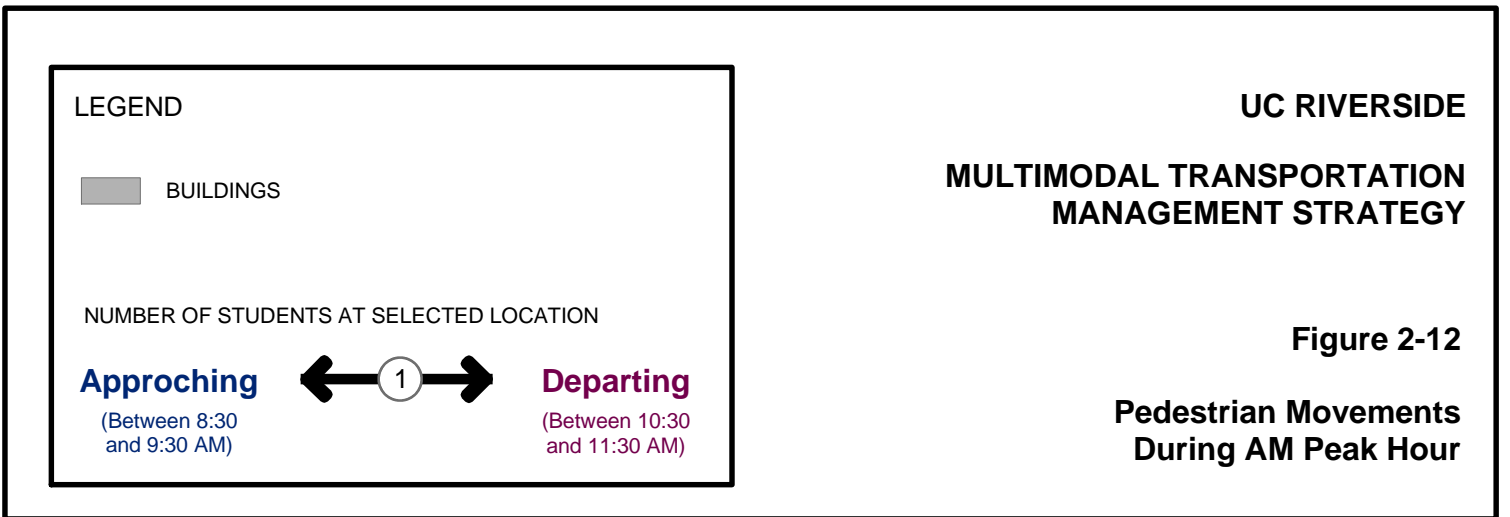 LEGEND
BUILDINGS
NUMBER OF STUDENTS AT SELECTED LOCATION
Approching
(Between 8:30
and 9:30 AM)
1
Departing
(Between 10:30
and 11:30 AM)
UC RIVERSIDE
MULTIMODAL TRANSPORTATION
MANAGEMENT STRATEGY
Figure 2-12
Pedestrian Movements
During AM Peak Hour